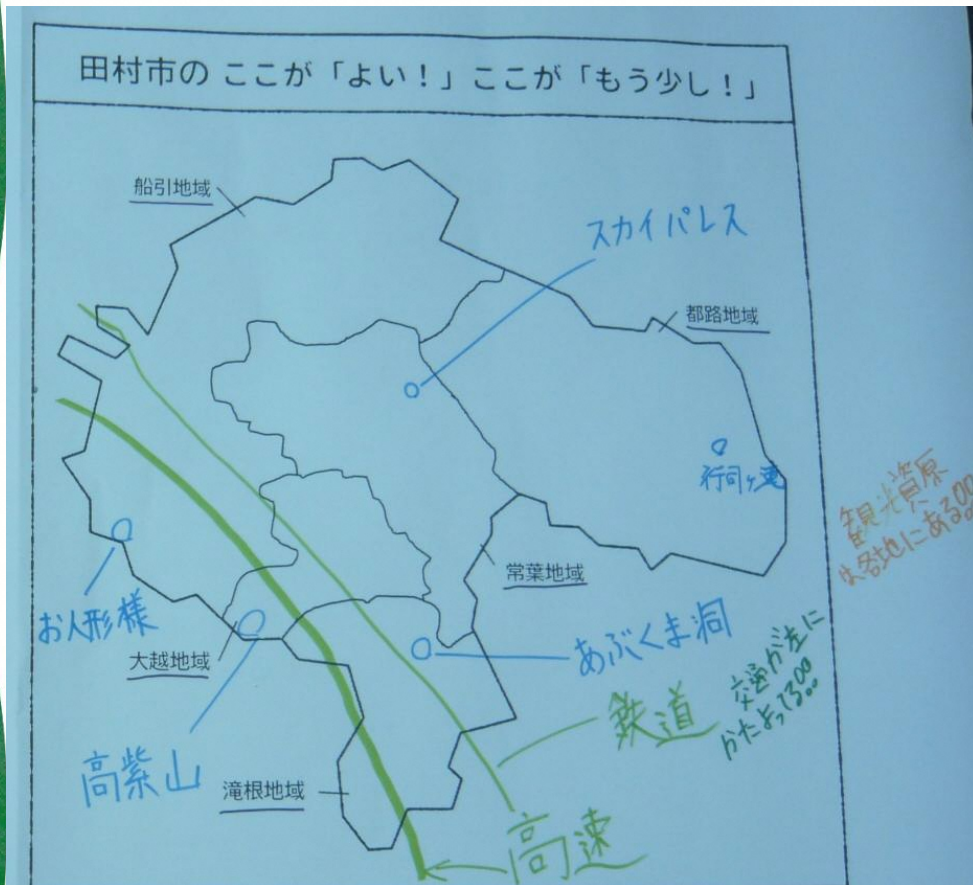 田村市の ここが「よい!」ここが「もう少し!」
船引地域
スカイパレス
都路地域
行司ヶ滝
観光資原
は各地にある
常葉地域
お人形様
大越地域
あぶくま洞
交通が左に
かたよってる
鉄道
高紫山
滝根地域
高速